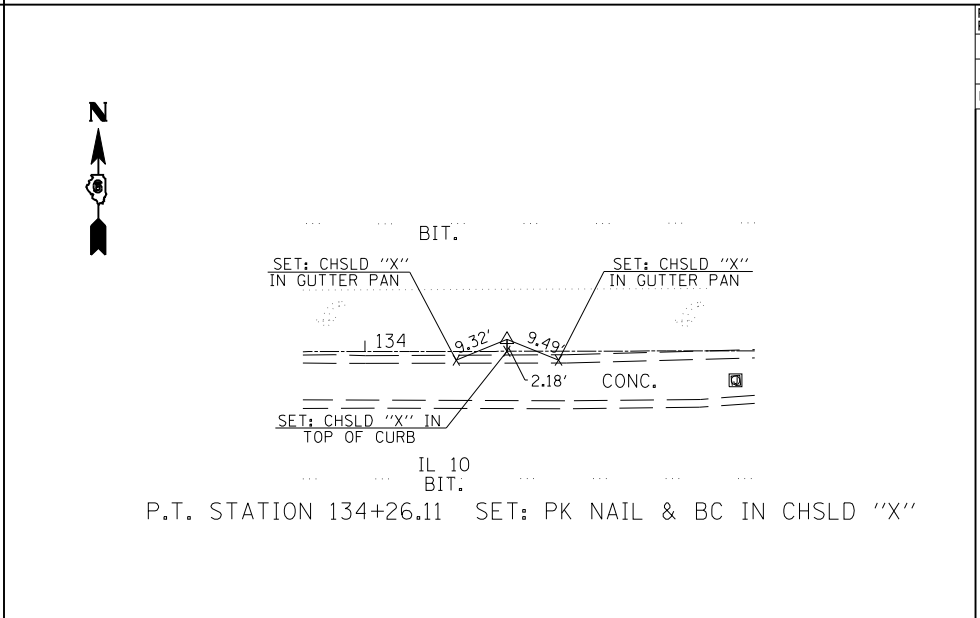 N
BIT.
SET: CHSLD "X"
IN GUTTER PAN
SET: CHSLD "X"
IN GUTTER PAN
134
9.32'
9.49'
2.18'
CONC.
SET: CHSLD "X" IN
TOP OF CURB
IL 10
BIT.
P.T. STATION 134+26.11 SET: PK NAIL & BC IN CHSLD "X"